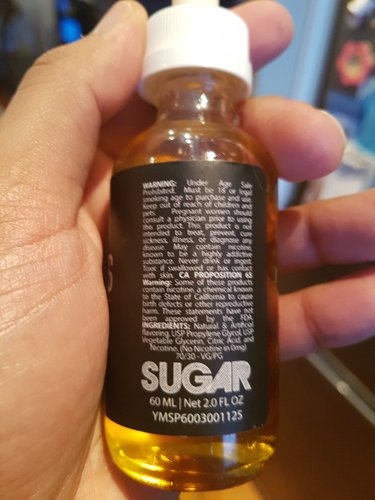 WARNING: Under Age Sale
Prohibited. Must be 18 or legal
smoking age to purchase and use.
Keep out of reach of children and
pets. Pregnant women should
consult a physician prior to using
this product. This product is not
intended to treat, prevent, cure
sickness, illness, or diagnose any
disease. May contain nicotine,
known to be a highly addictive
substance. Never drink or ingest.
Toxic if swallowed or has contact
with skin. CA PROPOSITION 65
Warning: Some of these products
contain nicotine, a chemical known
to the State of California to cause
birth defects or other reproductive
harm. These statements have not
been approved by the FDA.
INGREDIENTS: Natural & Artificial
flavoring, USP Propylene Glycol, USP
Vegetable Glycerin, Citric Acid, and
Nicotine. (No Nicotine in 0mg)
70/30 - VG/PG
SUGAR
60 ML | Net 2.0 FL OZ
YMSP6003001125
S